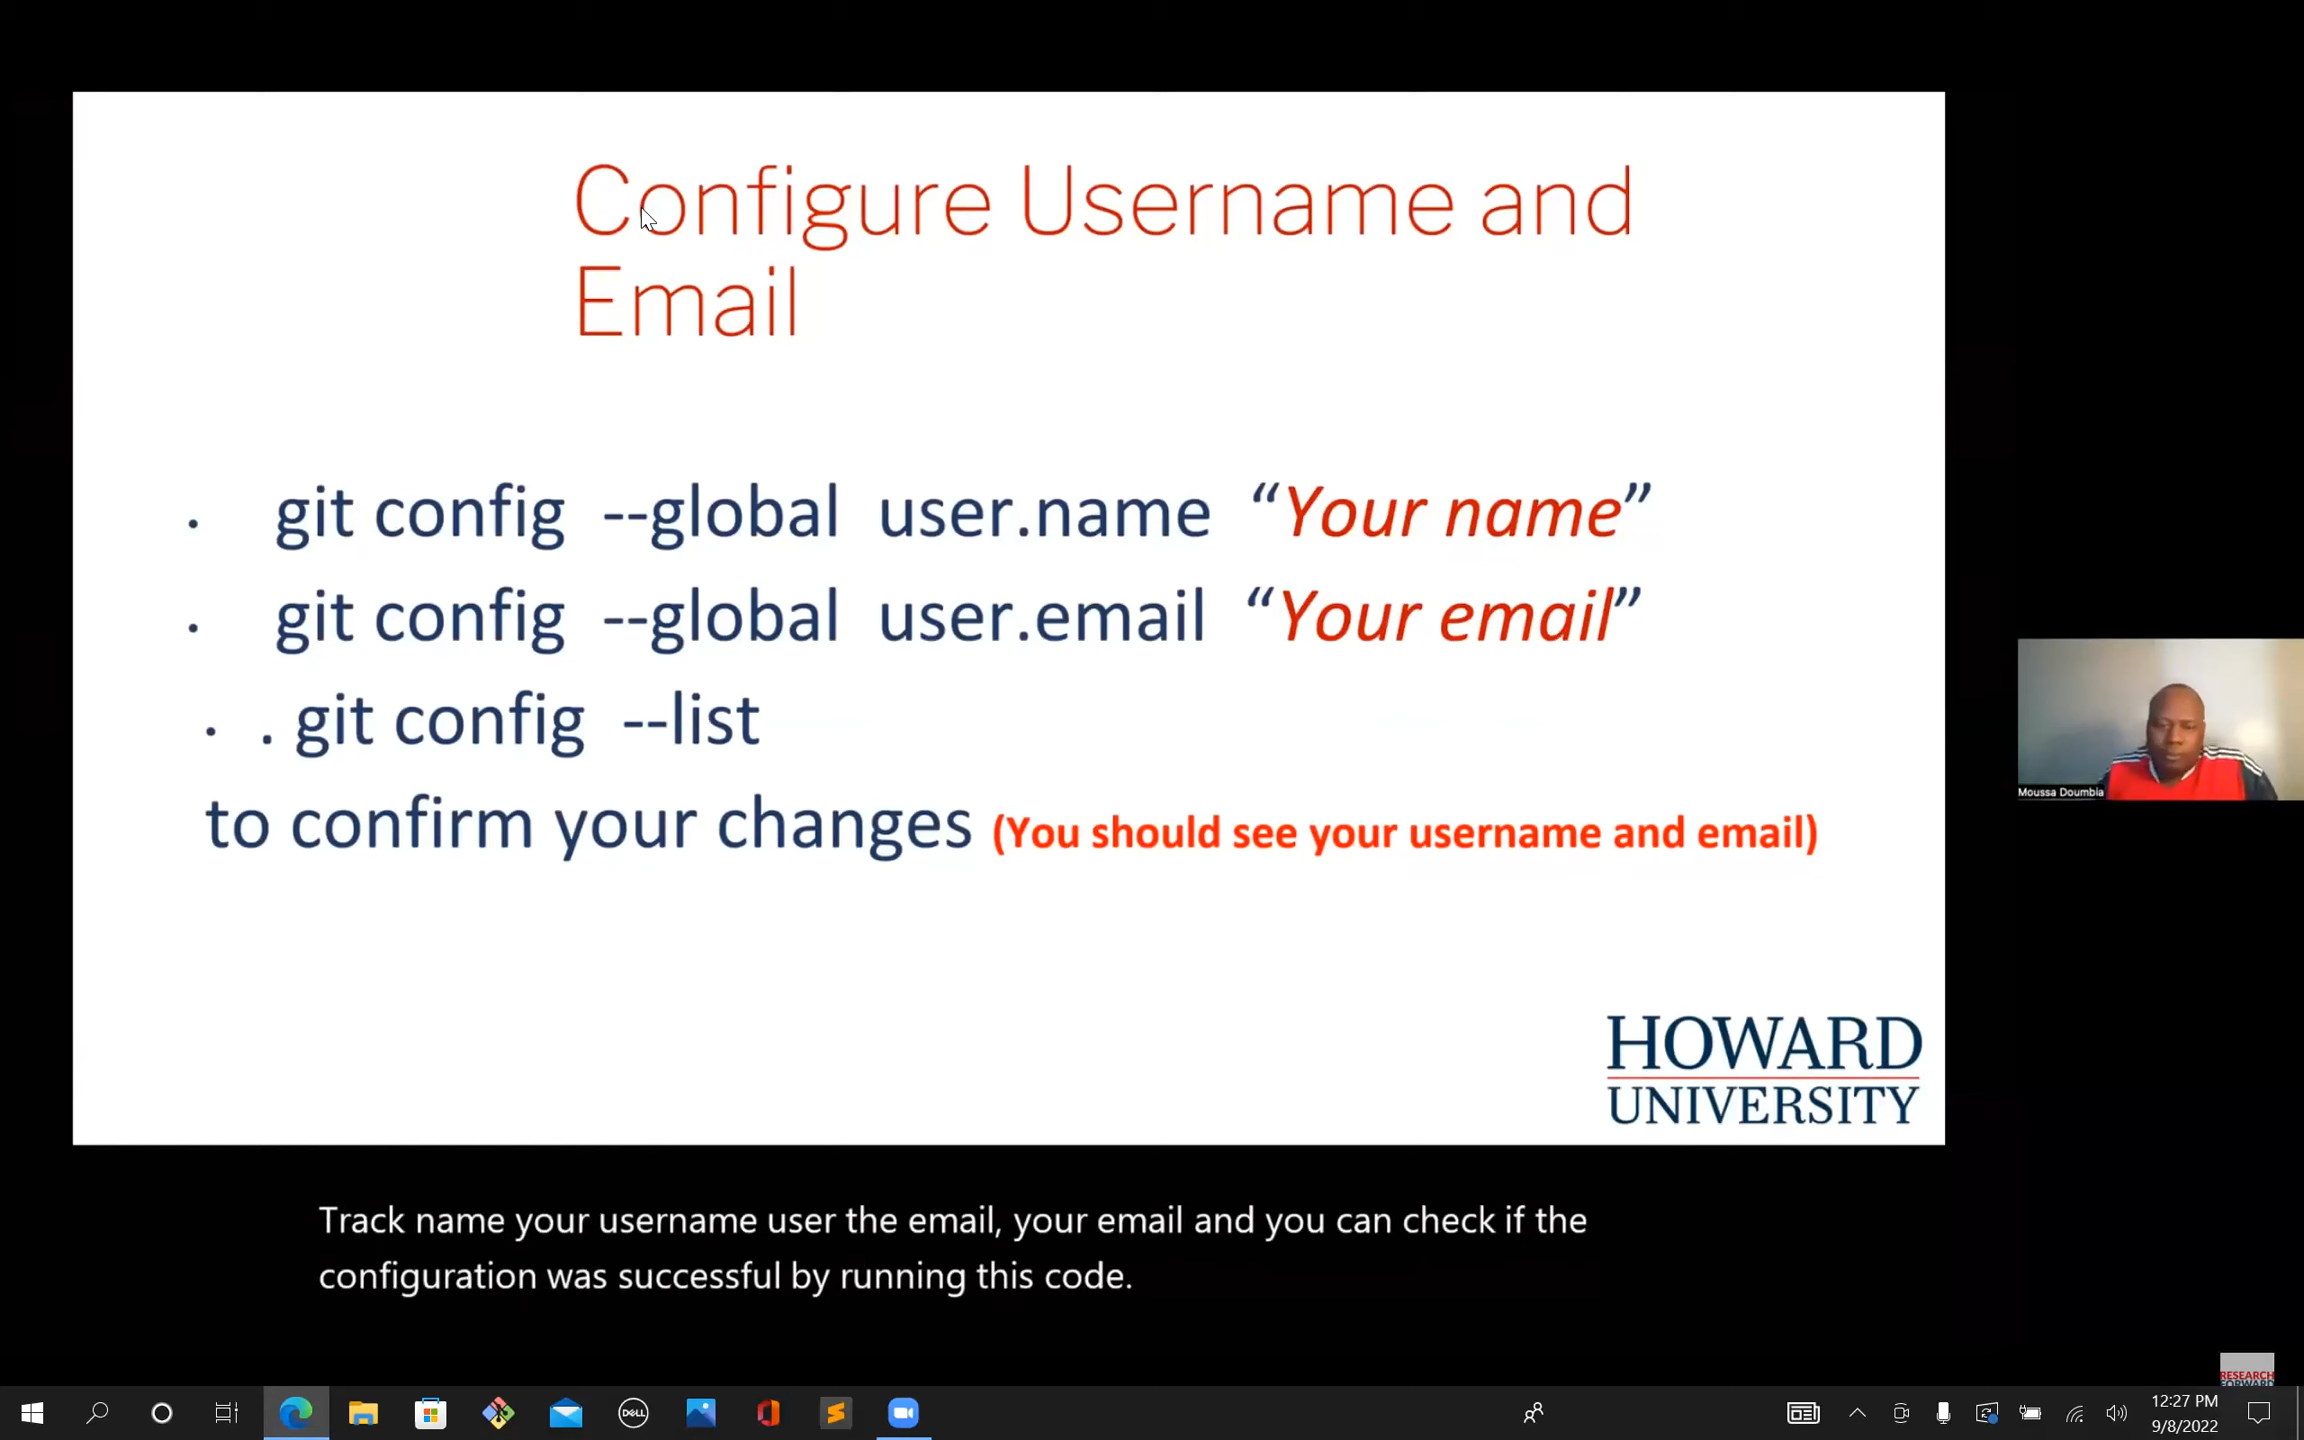 Configure Username and
Email
• git config --global user.name “Your name”
• git config --global user.email “Your email”
• . git config --list
to confirm your changes (You should see your username and email)
HOWARD
UNIVERSITY
Moussa Doumbia
Track name your username user the email, your email and you can check if the
configuration was successful by running this code.
RESEARCH
FORWARD
DELL
12:27 PM
9/8/2022